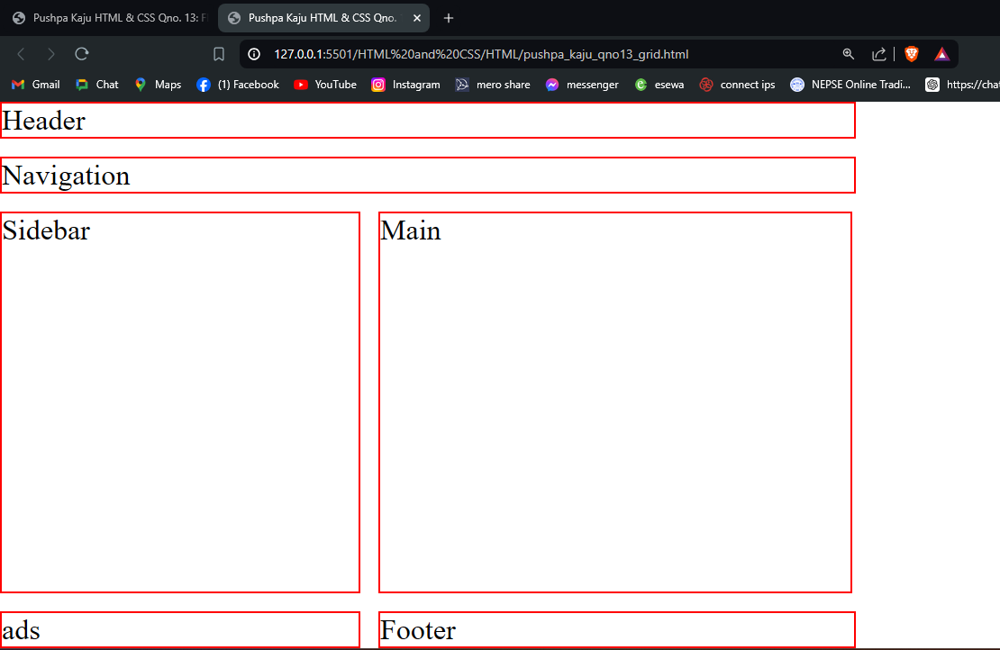 Pushpa Kaju HTML & CSS Qno. 13: F
Pushpa Kaju HTML & CSS Qno.
127.0.0.1:5501/HTML%20and%20CSS/HTML/pushpa_kaju_qno13_grid.html
Gmail Chat Maps (1) Facebook YouTube Instagram mero share messenger esewa connect ips NEPSE Online Tradi... https://chat
Header
Navigation
Sidebar Main
ads Footer